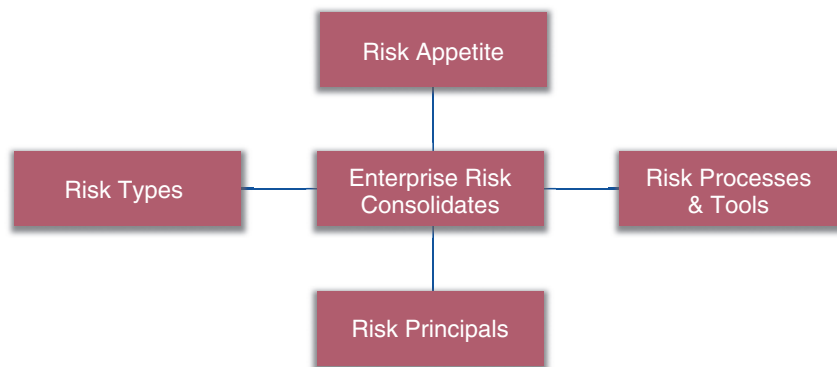 Risk Appetite
Risk Types
Enterprise Risk
Consolidates
Risk Processes
& Tools
Risk Principals